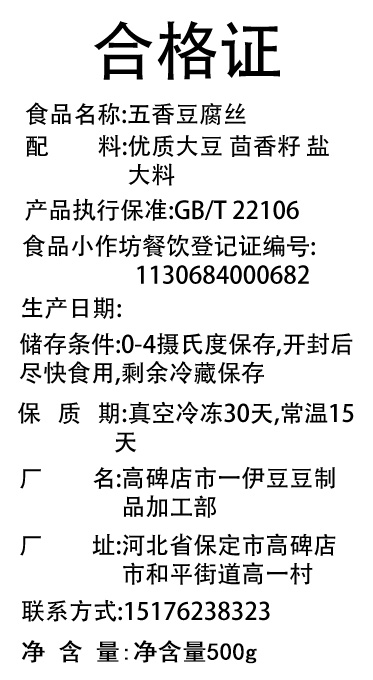 合格证
食品名称:五香豆腐丝
配 料:优质大豆 茴香籽 盐
大料
产品执行保准:GB/T 22106
食品小作坊餐饮登记证编号:
1130684000682
生产日期:
储存条件:0-4摄氏度保存,开封后
尽快食用,剩余冷藏保存
保 质 期:真空冷冻30天,常温15
天
厂 名:高碑店市一伊豆豆制
品加工部
厂 址:河北省保定市高碑店
市和平街道高一村
联系方式:15176238323
净 含 量:净含量500g